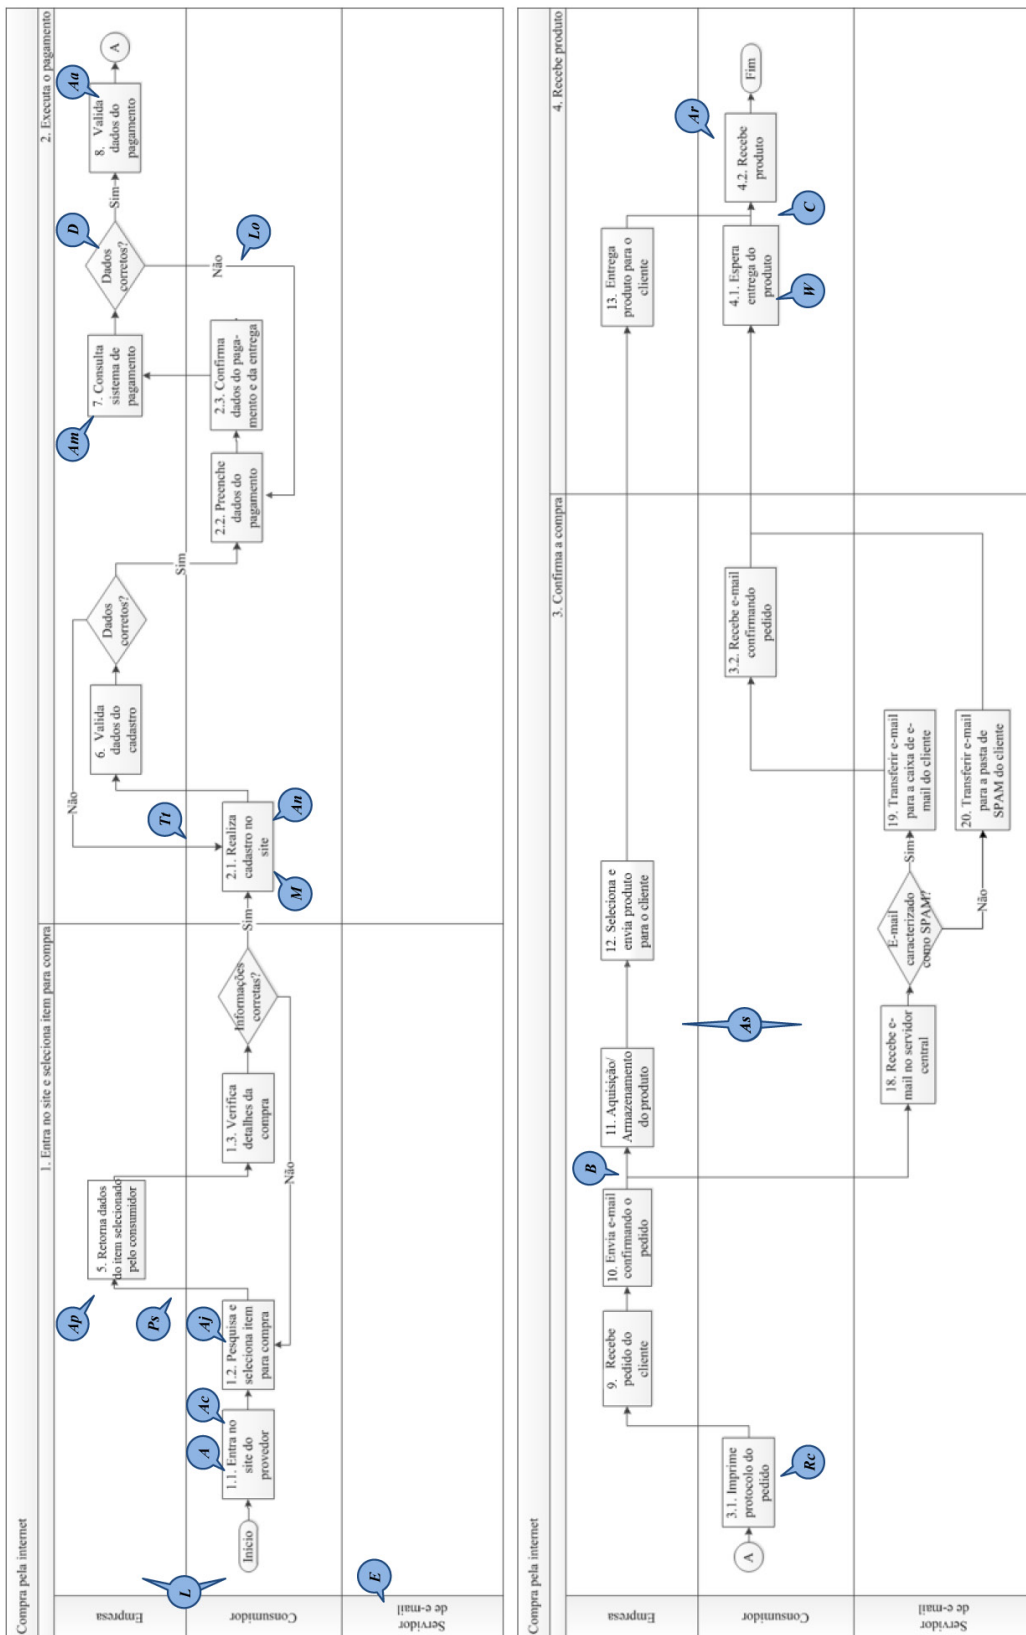 Compra pela internet
1. Entra no site e seleciona item para compra
2. Executa o pagamento
Empresa
Consumidor
Servidor
de e-mail
L
E
Início
A
1.1. Entra no
site do
provedor
Ac
1.2. Pesquisa e
seleciona item
para compra
Aj
Ps
Ap
5. Retorna dados
do item selecionado
pelo consumidor
1.3. Verifica
detalhes da
compra
Informações
corretas?
Não
Sim
2.1. Realiza
cadastro no
site
M
An
Tt
Não
6. Valida
dados do
cadastro
Dados
corretos?
Sim
2.2. Preenche
dados do
pagamento
2.3. Confirma
dados do paga-
mento e da entrega
Am
7. Consulta
sistema de
pagamento
D
Dados
corretos?
Não
Lo
Sim
Aa
8. Valida
dados do
pagamento
A
Compra pela internet
3. Confirma a compra
4. Recebe produto
Empresa
Consumidor
Servidor
de e-mail
A
3.1. Imprime
protocolo do
pedido
Rc
9. Recebe
pedido do
cliente
10. Envia e-mail
confirmando o
pedido
B
11. Aquisição/
Armazenamento
do produto
As
12. Seleciona e
envia produto
para o cliente
18. Recebe e-
mail no servidor
central
E-mail
caracterizado
como SPAM?
Sim
Não
19. Transferir e-mail
para a caixa de e-
mail do cliente
20. Transferir e-mail
para a pasta de
SPAM do cliente
3.2. Recebe e-mail
confirmando
pedido
13. Entrega
produto para o
cliente
4.1. Espera
entrega do
produto
W
C
4.2. Recebe
produto
Ar
Fim